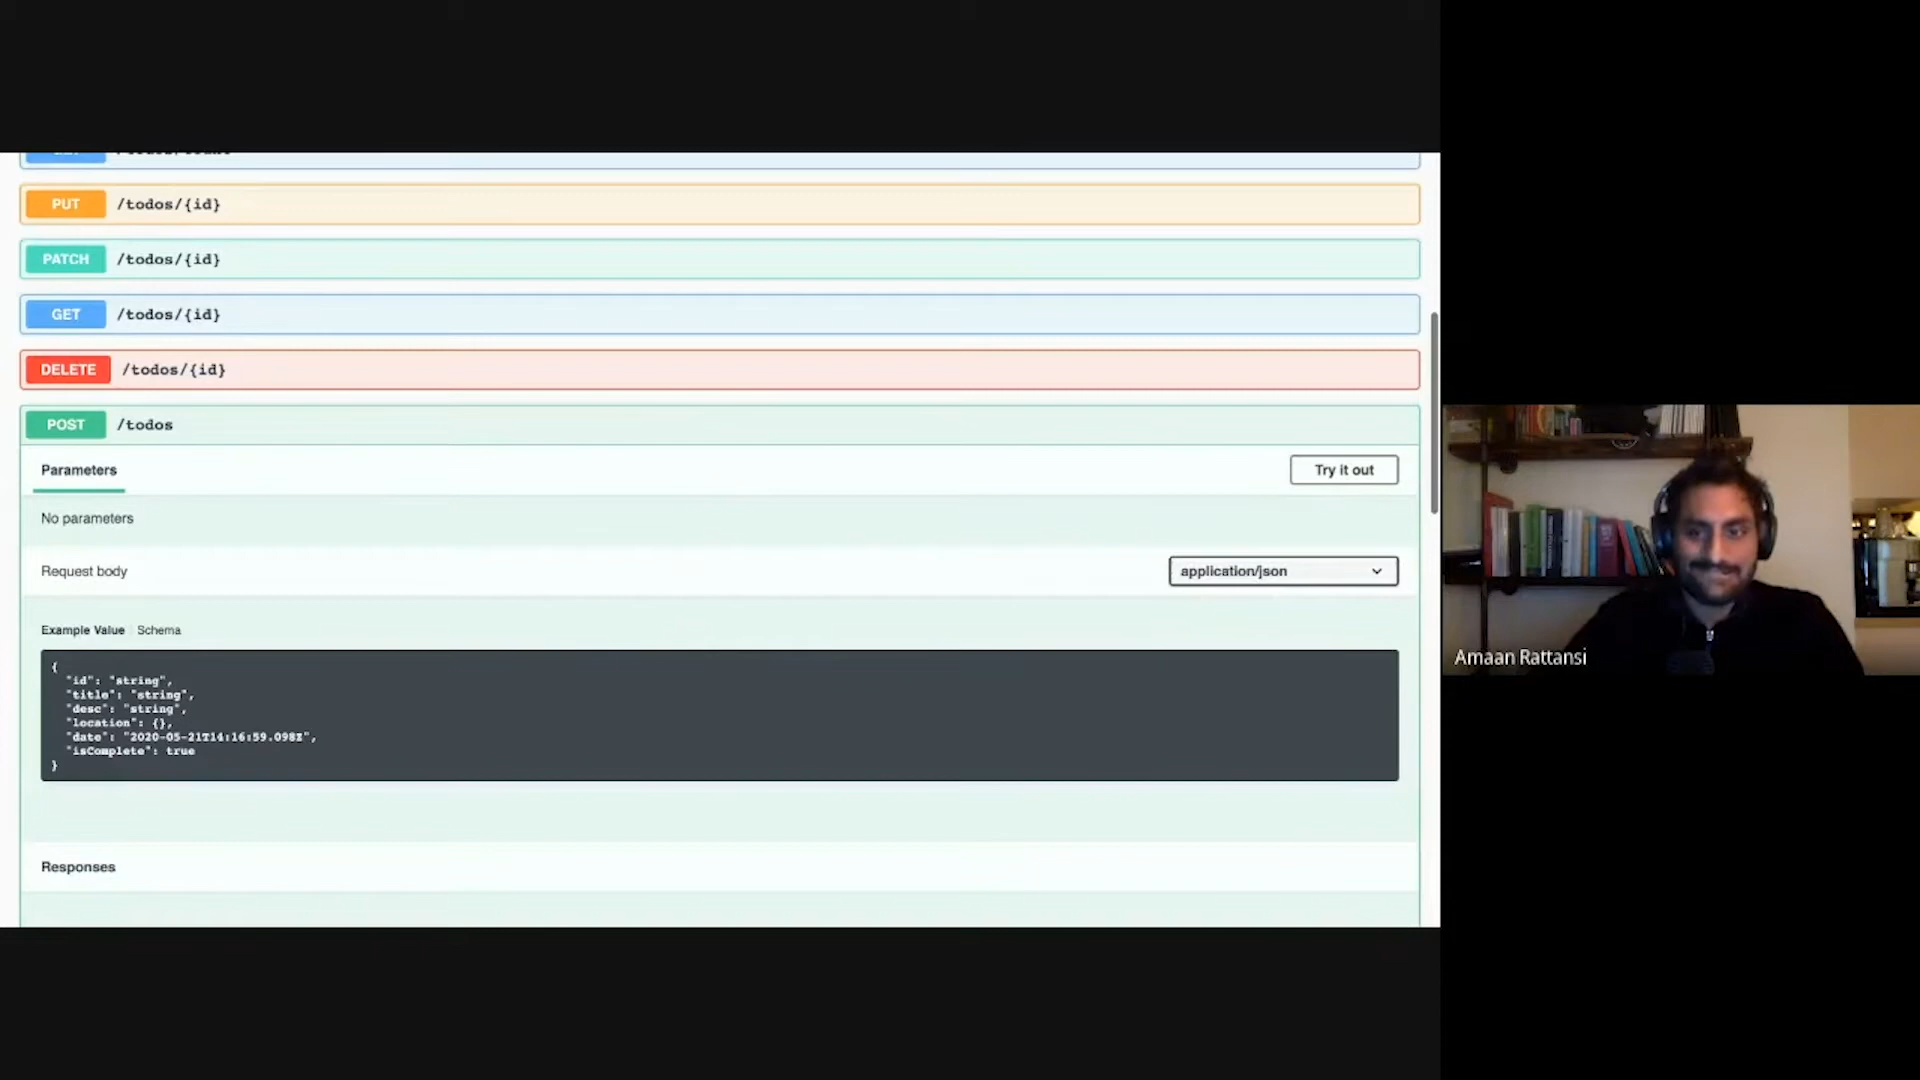 PUT /todos/{id}
PATCH /todos/{id}
GET /todos/{id}
DELETE /todos/{id}
POST /todos
Parameters
Try it out
No parameters
Request body
application/json
Example Value Schema
{
"id": "string",
"title": "string",
"desc": "string",
"location": {},
"date": "2020-05-21T14:16:59.098Z",
"isComplete": true
}
Responses
Amaan Rattansi